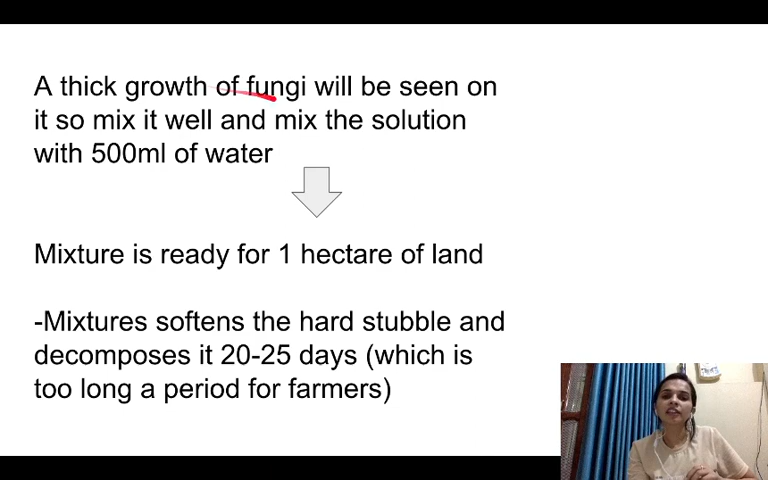 A thick growth of fungi will be seen on
it so mix it well and mix the solution
with 500ml of water
Mixture is ready for 1 hectare of land
-Mixtures softens the hard stubble and
decomposes it 20-25 days (which is
too long a period for farmers)